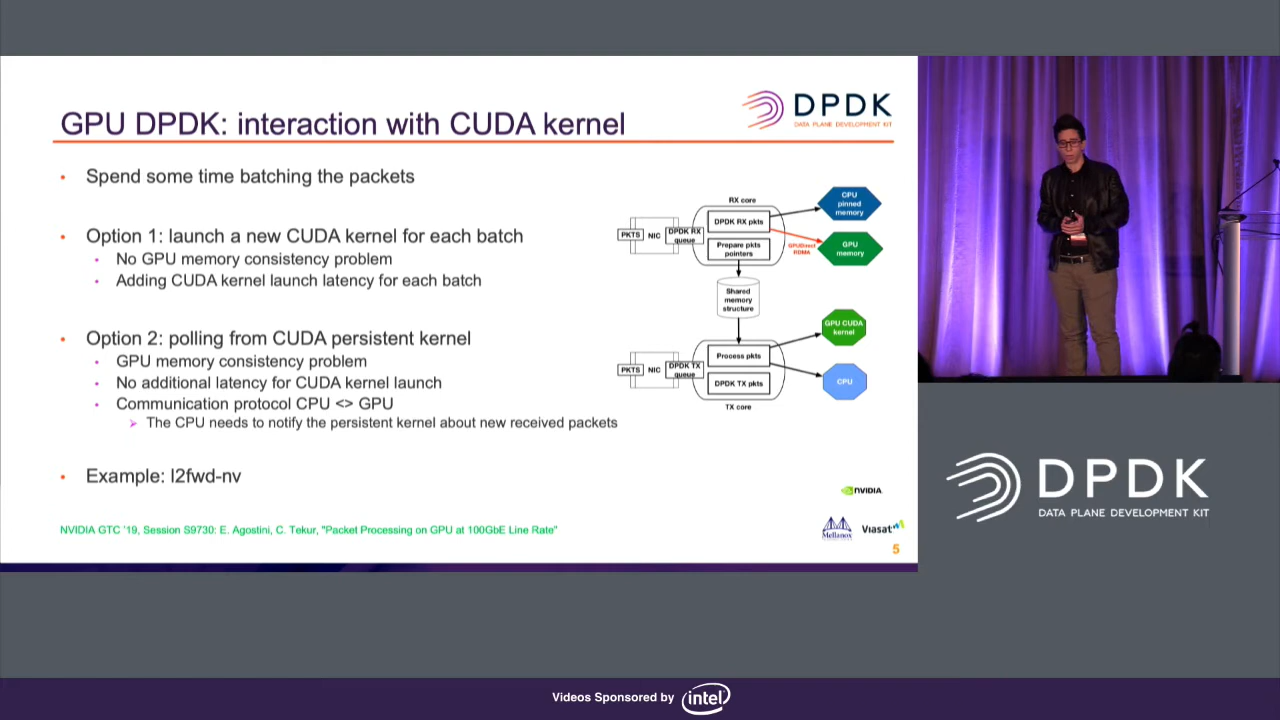 GPU DPDK: interaction with CUDA kernel
DPDK
DATA PLANE DEVELOPMENT KIT
• Spend some time batching the packets
• Option 1: launch a new CUDA kernel for each batch
• No GPU memory consistency problem
• Adding CUDA kernel launch latency for each batch
• Option 2: polling from CUDA persistent kernel
• GPU memory consistency problem
• No additional latency for CUDA kernel launch
• Communication protocol CPU <> GPU
➢ The CPU needs to notify the persistent kernel about new received packets
• Example: l2fwd-nv
NVIDIA GTC '19, Session S9730: E. Agostini, C. Tekur, "Packet Processing on GPU at 100GbE Line Rate"
RX core
PKTS
NIC
DPDK RX
queue
DPDK RX pkts
Prepare pkts
pointers
CPU
pinned
memory
GPUDirect
RDMA
GPU
memory
Shared
memory
structure
PKTS
NIC
DPDK TX
queue
Process pkts
DPDK TX pkts
TX core
GPU CUDA
kernel
CPU
NVIDIA
Mellanox
Viasat
5
DPDK
DATA PLANE DEVELOPMENT KIT
Videos Sponsored by intel